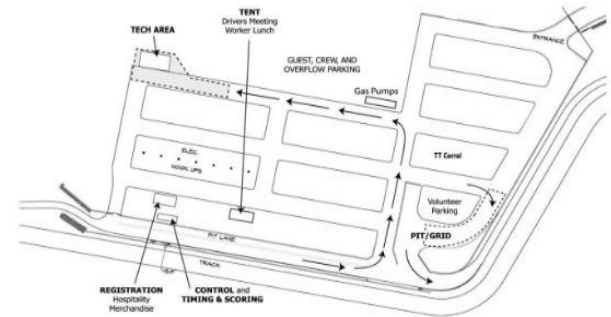 TENT
Drivers Meeting
Worker Lunch
TECH AREA
ENTRANCE
GUEST, CREW, AND
OVERFLOW PARKING
Gas Pumps
TT Corral
ELEC.
HOOK UPS
Volunteer
Parking
PIT/GRID
PIT LANE
TRACK
REGISTRATION
Hospitality
Merchandise
CONTROL and
TIMING & SCORING